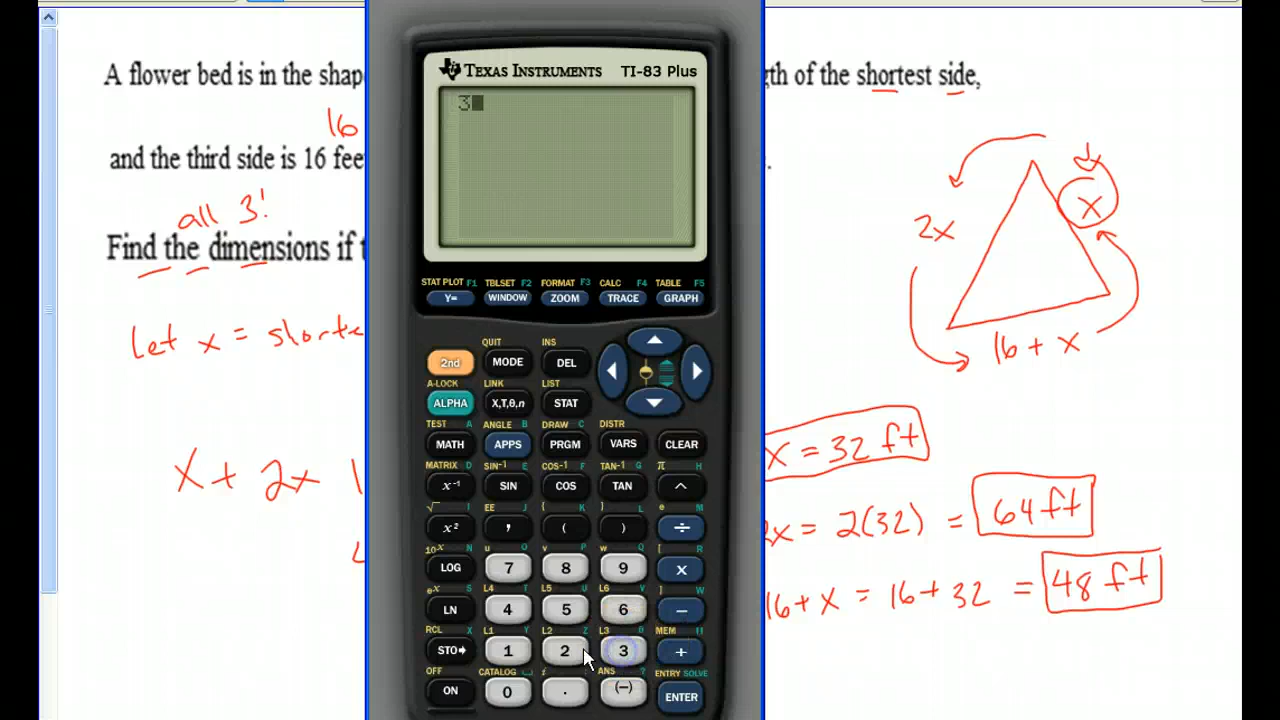 A flower bed is in the shap
gth of the shortest side,
16
and the third side is 16 feet
all 3!
Find the dimensions if t
let x = shorte
x + 2x
2x
x
16 + x
x = 32 ft
2x = 2(32) = 64 ft
16 + x = 16 + 32 = 48 ft
TEXAS INSTRUMENTS TI-83 Plus
3
STAT PLOT F1 TBLSET F2 FORMAT F3 CALC F4 TABLE F5
Y= WINDOW ZOOM TRACE GRAPH
QUIT INS
2nd MODE DEL
A-LOCK LINK LIST
ALPHA X,T,θ,n STAT
TEST A ANGLE B DRAW C DISTR
MATH APPS PRGM VARS CLEAR
MATRIX D SIN⁻¹ E COS⁻¹ F TAN⁻¹ G π H
x⁻¹ SIN COS TAN ^
√ I EE J { K } L e M
x² , ( ) ÷
10ˣ N u O v P w Q [ R
LOG 7 8 9 ×
eˣ S L4 T L5 U L6 V ] W
LN 4 5 6 −
RCL X L1 Y L2 Z L3 θ MEM "
STO➡ 1 2 3 +
OFF CATALOG i ANS ? ENTRY SOLVE
ON 0 . (−) ENTER